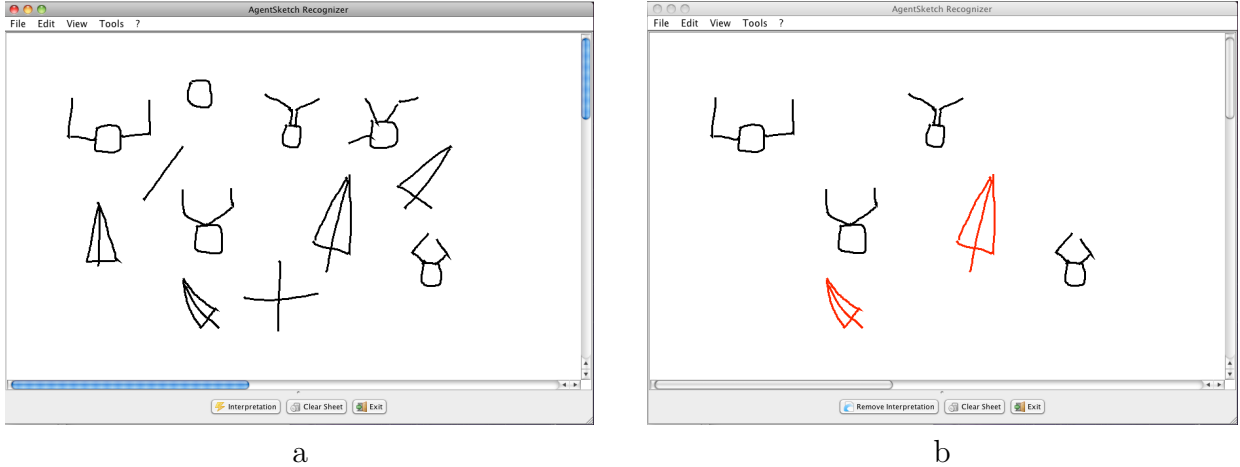 AgentSketch Recognizer
File Edit View Tools ?
Interpretation Clear Sheet Exit
a
AgentSketch Recognizer
File Edit View Tools ?
Remove Interpretation Clear Sheet Exit
b